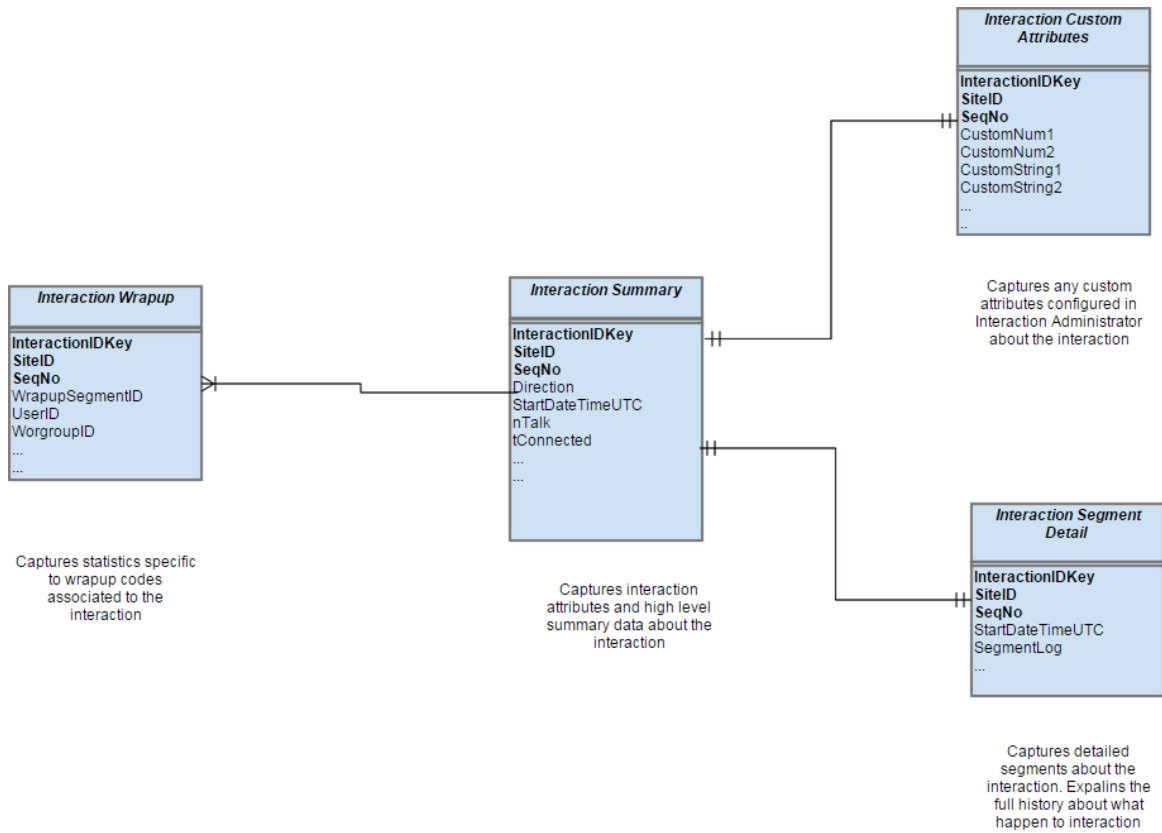 Interaction Custom
Attributes
InteractionIDKey
SiteID
SeqNo
CustomNum1
CustomNum2
CustomString1
CustomString2
...
..
Captures any custom
attributes configured in
Interaction Administrator
about the interaction
Interaction Wrapup
InteractionIDKey
SiteID
SeqNo
WrapupSegmentID
UserID
WorgroupID
...
...
Captures statistics specific
to wrapup codes
associated to the
interaction
Interaction Summary
InteractionIDKey
SiteID
SeqNo
Direction
StartDateTimeUTC
nTalk
tConnected
...
...
Captures interaction
attributes and high level
summary data about the
interaction
Interaction Segment
Detail
InteractionIDKey
SiteID
SeqNo
StartDateTimeUTC
SegmentLog
...
Captures detailed
segments about the
interaction. Expalins the
full history about what
happen to interaction